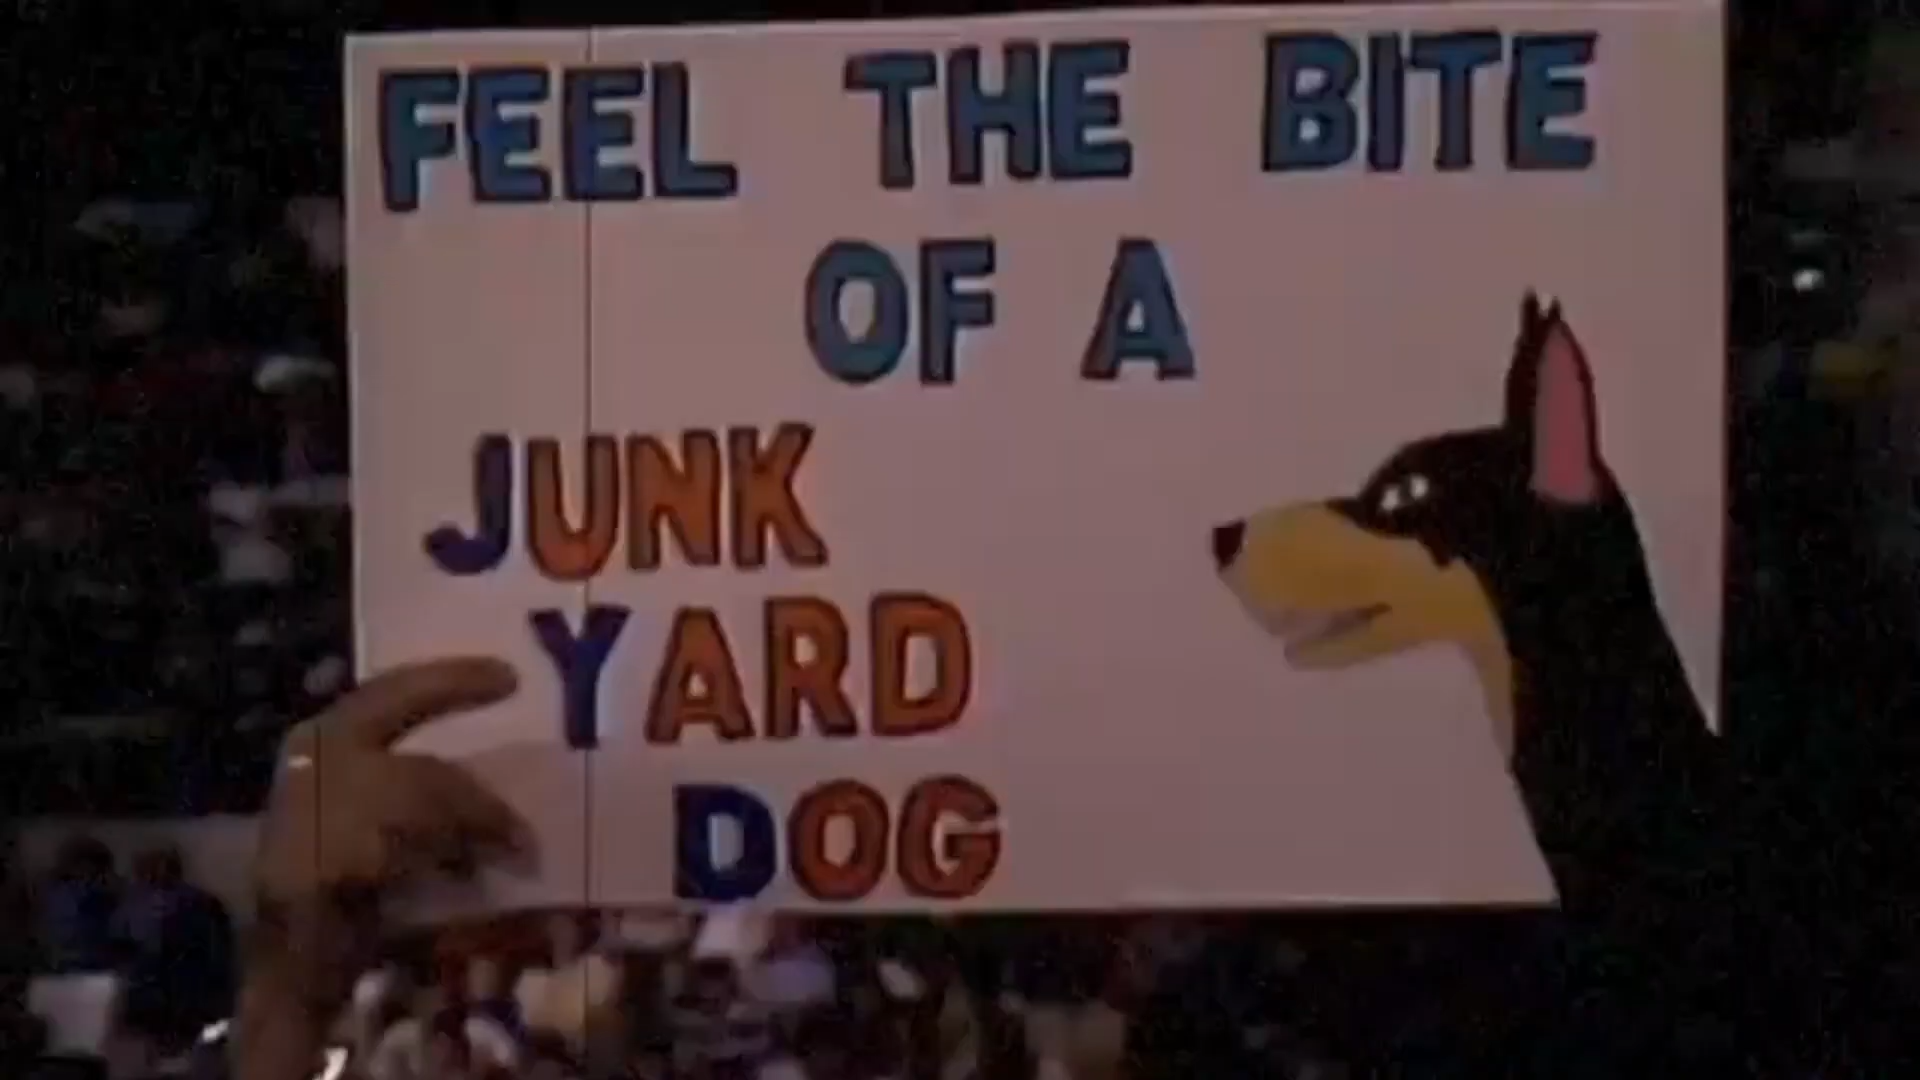 FEEL THE BITE
OF A
JUNK
YARD
DOG